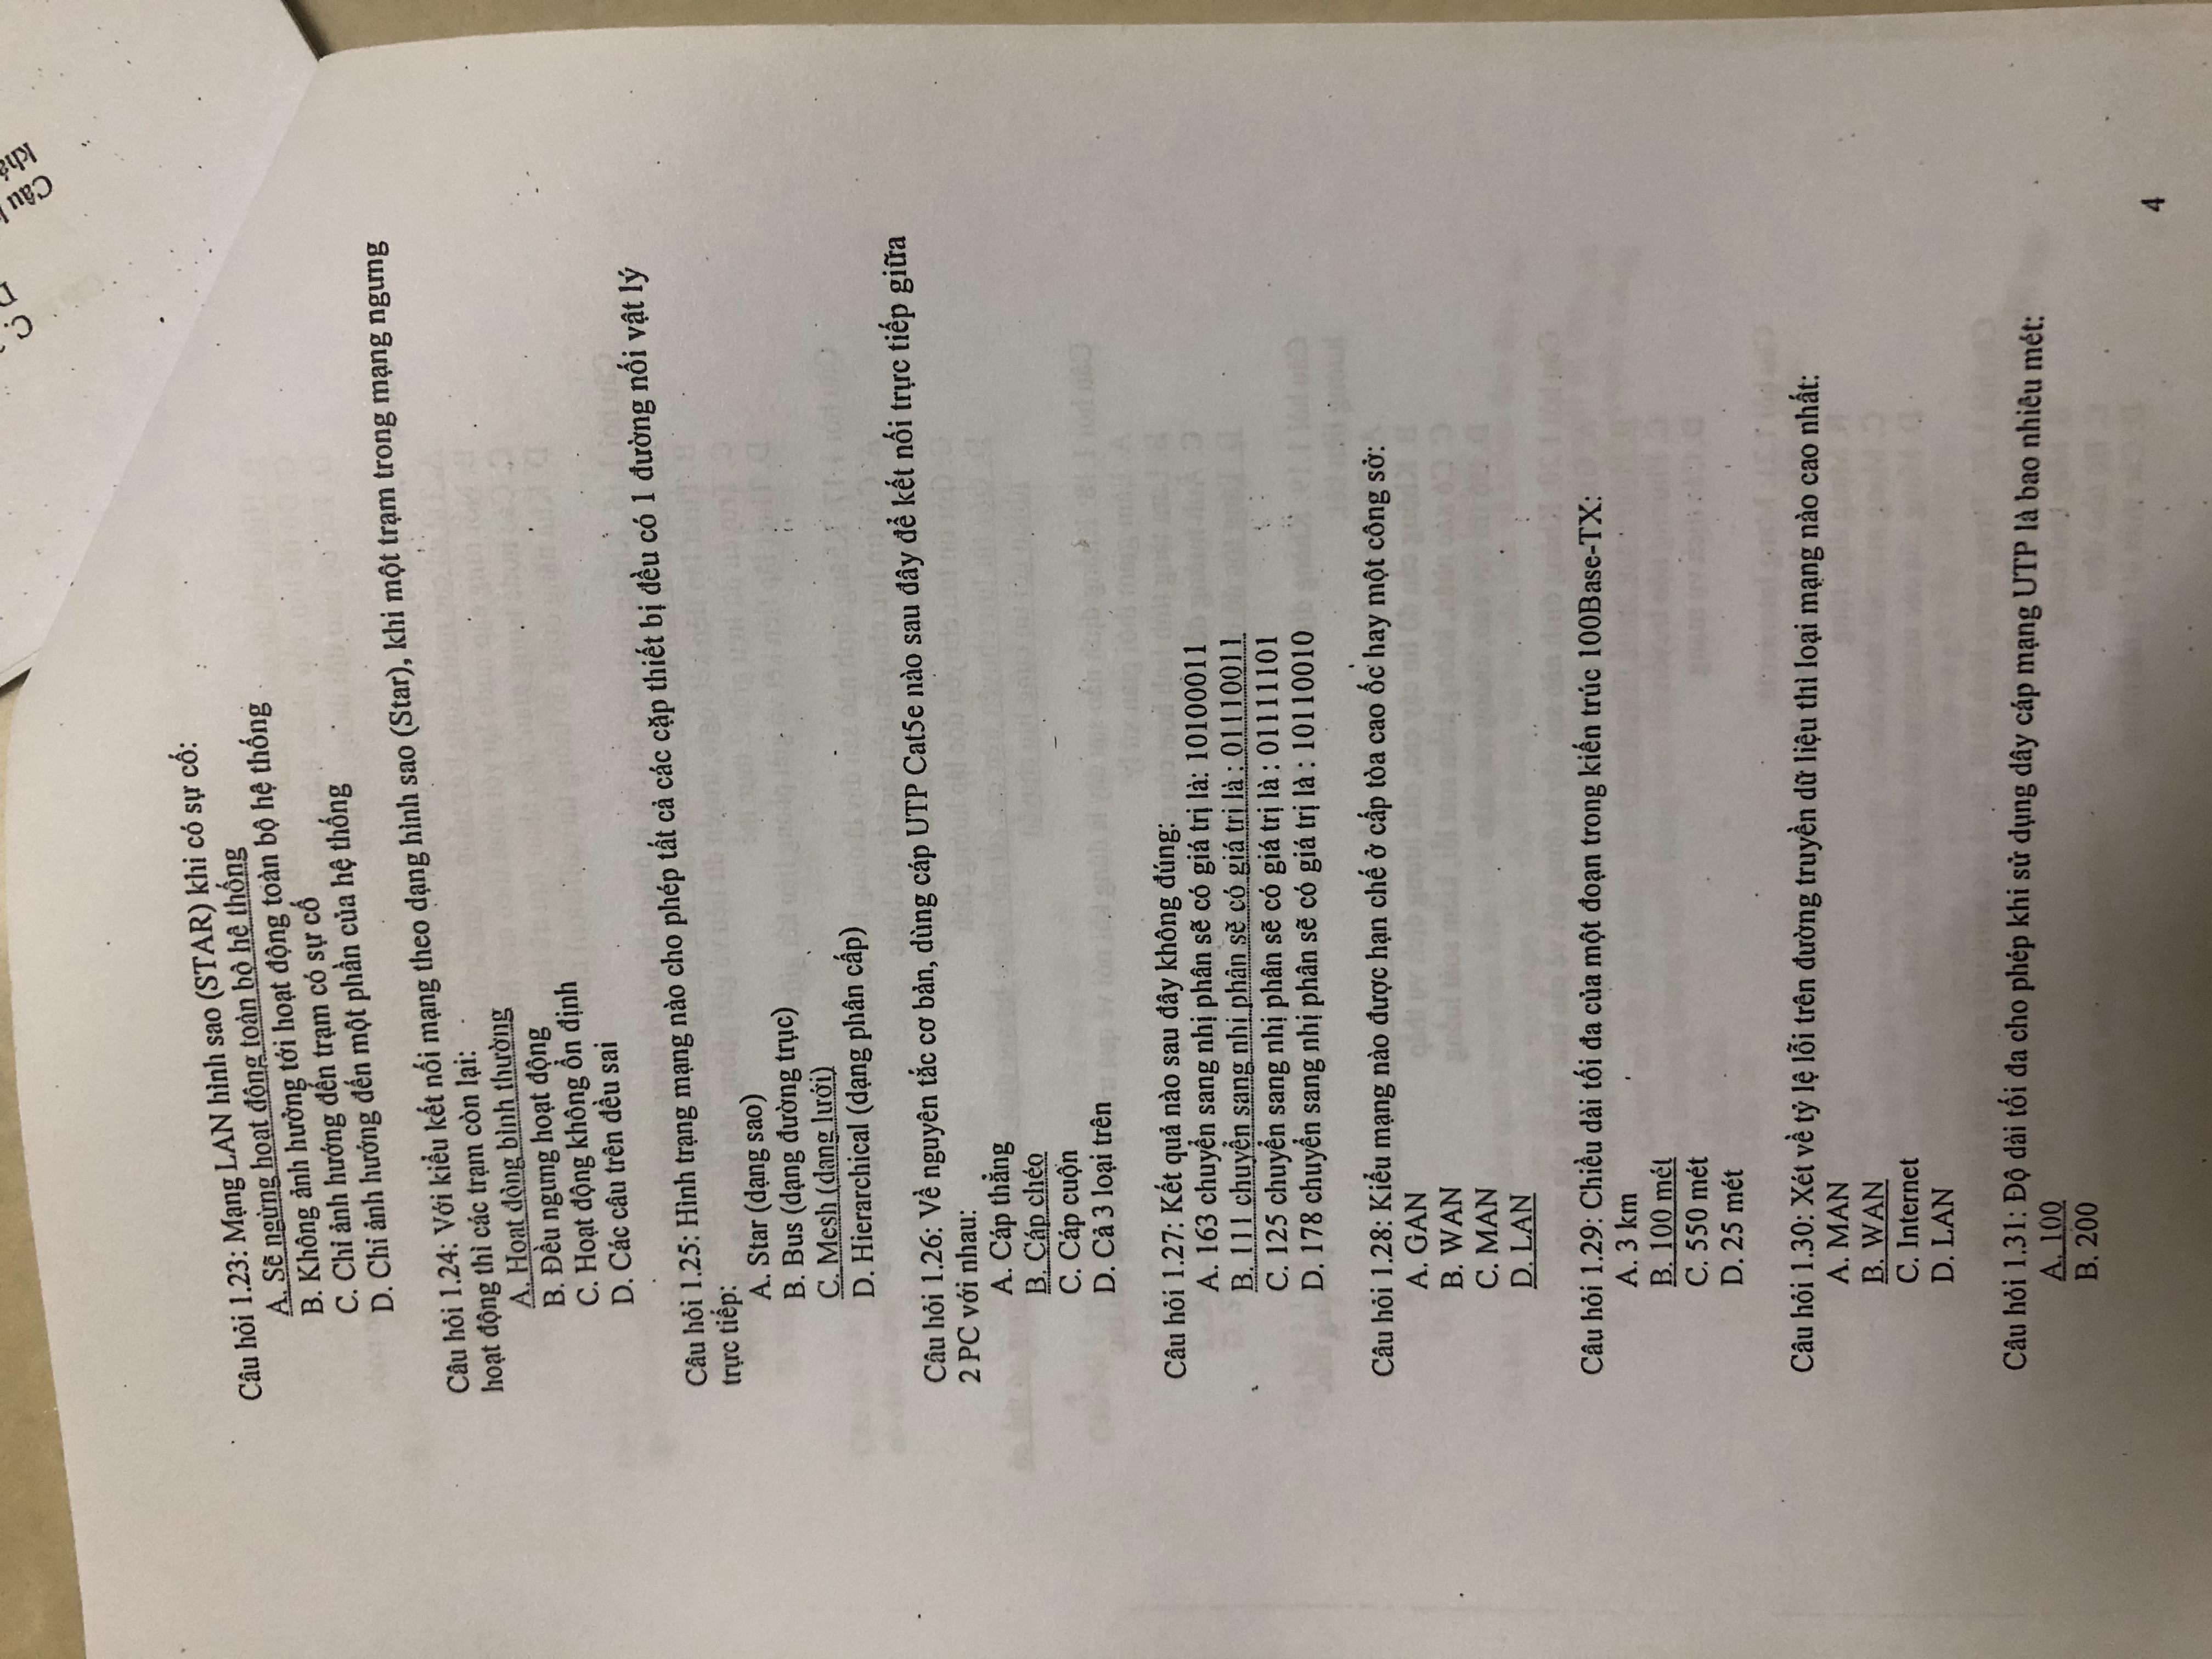 C.
D
Câu
khả
Câu hỏi 1.23: Mạng LAN hình sao (STAR) khi có sự cố:
A. Sẽ ngừng hoạt động toàn bộ hệ thống
B. Không ảnh hưởng tới hoạt động toàn bộ hệ thống
C. Chỉ ảnh hưởng đến trạm có sự cố
D. Chỉ ảnh hưởng đến một phần của hệ thống
Câu hỏi 1.24: Với kiểu kết nối mạng theo dạng hình sao (Star), khi một trạm trong mạng ngưng
hoạt động thì các trạm còn lại:
A. Hoạt động bình thường
B. Đều ngưng hoạt động
C. Hoạt động không ổn định
D. Các câu trên đều sai
Câu hỏi 1.25: Hình trạng mạng nào cho phép tất cả các cặp thiết bị đều có 1 đường nối vật lý
trực tiếp:
A. Star (dạng sao)
B. Bus (dạng đường trục)
C. Mesh (dạng lưới)
D. Hierarchical (dạng phân cấp)
Câu hỏi 1.26: Về nguyên tắc cơ bản, dùng cáp UTP Cat5e nào sau đây để kết nối trực tiếp giữa
2 PC với nhau:
A. Cáp thẳng
B. Cáp chéo
C. Cáp cuộn
D. Cả 3 loại trên
Câu hỏi 1.27: Kết quả nào sau đây không đúng:
A. 163 chuyển sang nhị phân sẽ có giá trị là: 10100011
B. 111 chuyển sang nhị phân sẽ có giá trị là : 01110011
C. 125 chuyển sang nhị phân sẽ có giá trị là : 01111101
D. 178 chuyển sang nhị phân sẽ có giá trị là : 10110010
Câu hỏi 1.28: Kiểu mạng nào được hạn chế ở cấp tòa cao ốc hay một công sở:
A. GAN
B. WAN
C. MAN
D. LAN
Câu hỏi 1.29: Chiều dài tối đa của một đoạn trong kiến trúc 100Base-TX:
A. 3 km
B. 100 mét
C. 550 mét
D. 25 mét
Câu hỏi 1.30: Xét về tỷ lệ lỗi trên đường truyền dữ liệu thì loại mạng nào cao nhất:
A. MAN
B. WAN
C. Internet
D. LAN
Câu hỏi 1.31: Độ dài tối đa cho phép khi sử dụng dây cáp mạng UTP là bao nhiêu mét:
A. 100
B. 200
4